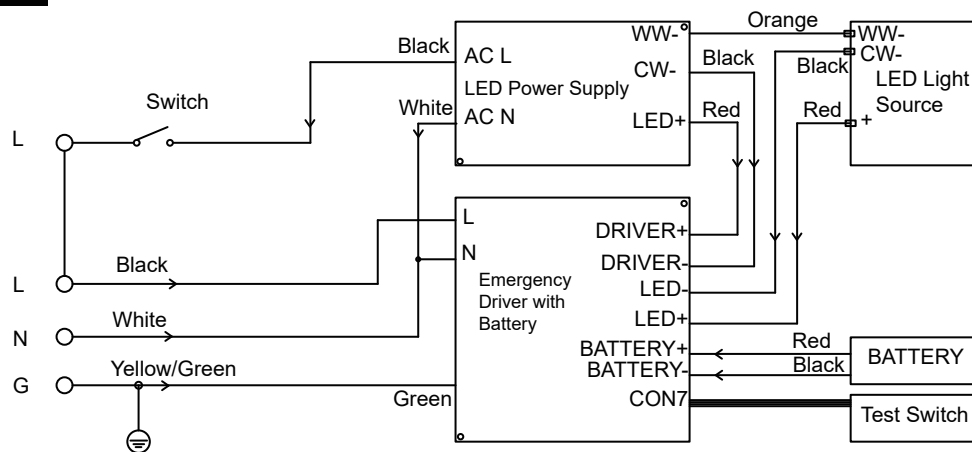 Orange
Black
AC L
WW-
WW-
CW-
Black
CW-
Black
LED Light
Source
LED Power Supply
Switch
White
AC N
LED+
Red
Red
+
L
L
DRIVER+
N
DRIVER-
Black
Emergency
Driver with
Battery
LED-
L
White
LED+
N
Red
BATTERY+
BATTERY
Yellow/Green
BATTERY-
Black
G
Green
CON7
Test Switch